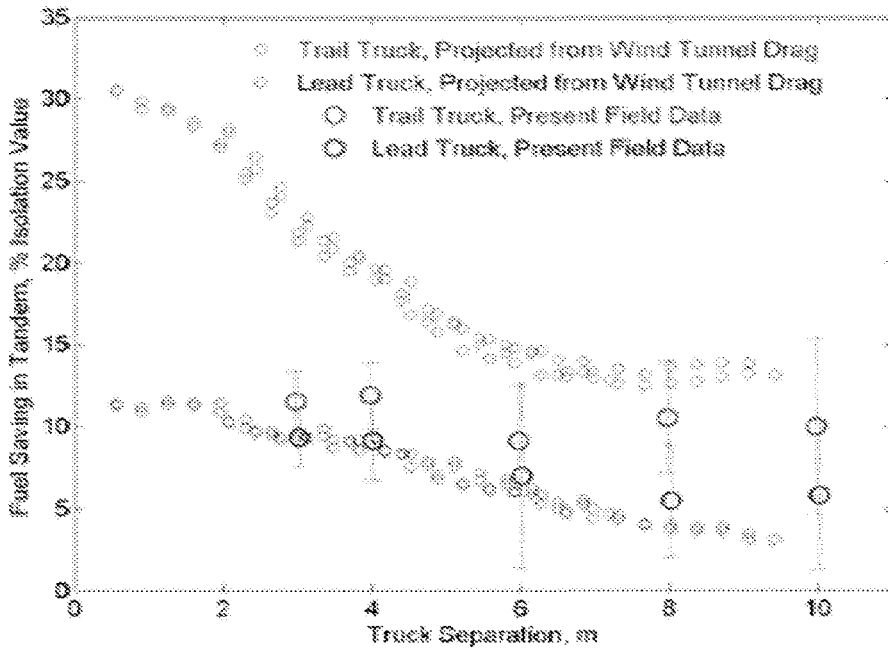 35
30
25
20
15
10
5
0
Fuel Saving in Tandem, % Isolation Value
Trail Truck, Projected from Wind Tunnel Drag
Lead Truck, Projected from Wind Tunnel Drag
Trail Truck, Present Field Data
Lead Truck, Present Field Data
0 2 4 6 8 10
Truck Separation, m